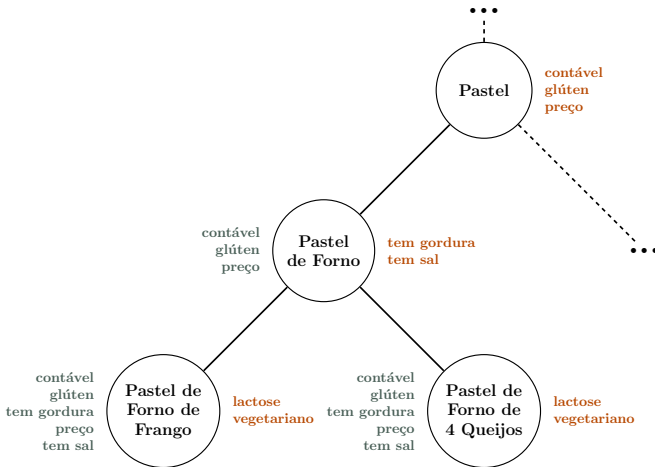 Pastel
contável
glúten
preço
contável
glúten
preço
Pastel
de Forno
tem gordura
tem sal
contável
glúten
tem gordura
preço
tem sal
Pastel de
Forno de
Frango
lactose
vegetariano
contável
glúten
tem gordura
preço
tem sal
Pastel de
Forno de
4 Queijos
lactose
vegetariano